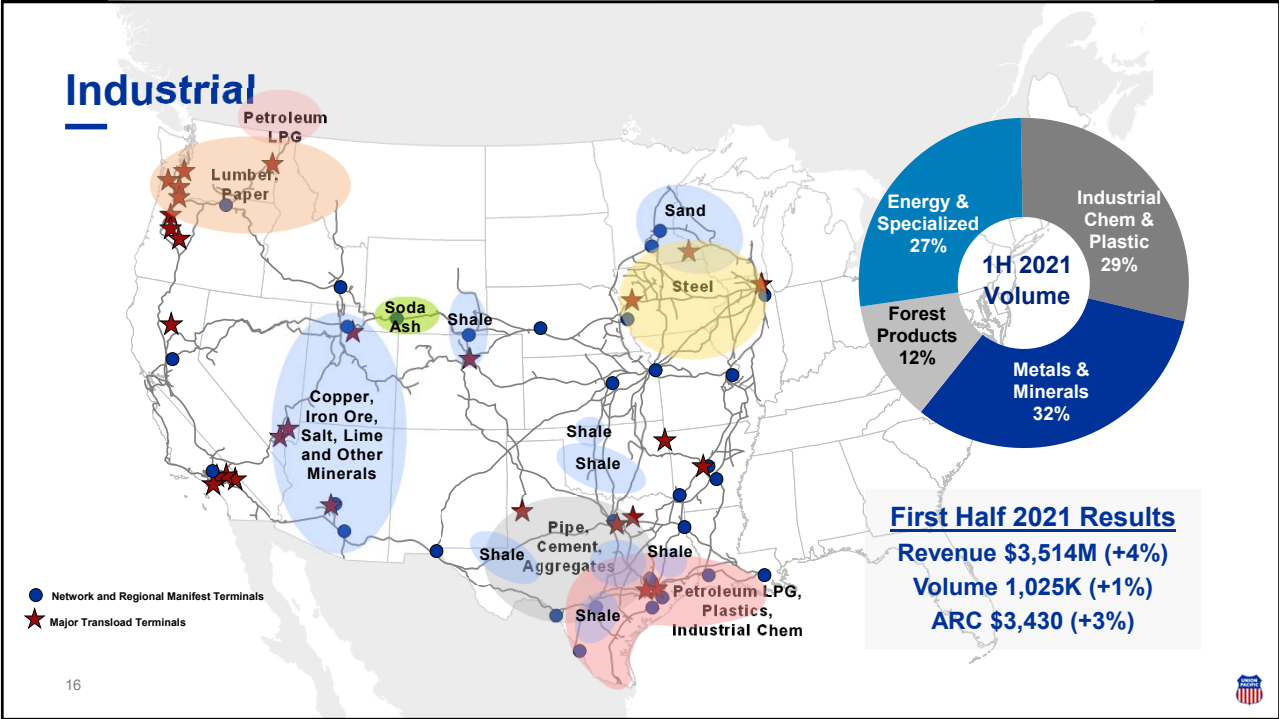 Industrial
Petroleum
LPG
Lumber,
Paper
Sand
Steel
Soda
Ash
Shale
Copper,
Iron Ore,
Salt, Lime
and Other
Minerals
Shale
Shale
Pipe,
Cement,
Aggregates
Shale
Shale
Shale
Petroleum LPG,
Plastics,
Industrial Chem
Network and Regional Manifest Terminals
Major Transload Terminals
Energy &
Specialized
27%
Industrial
Chem &
Plastic
29%
1H 2021
Volume
Forest
Products
12%
Metals &
Minerals
32%
First Half 2021 Results
Revenue $3,514M (+4%)
Volume 1,025K (+1%)
ARC $3,430 (+3%)
16
UNION
PACIFIC